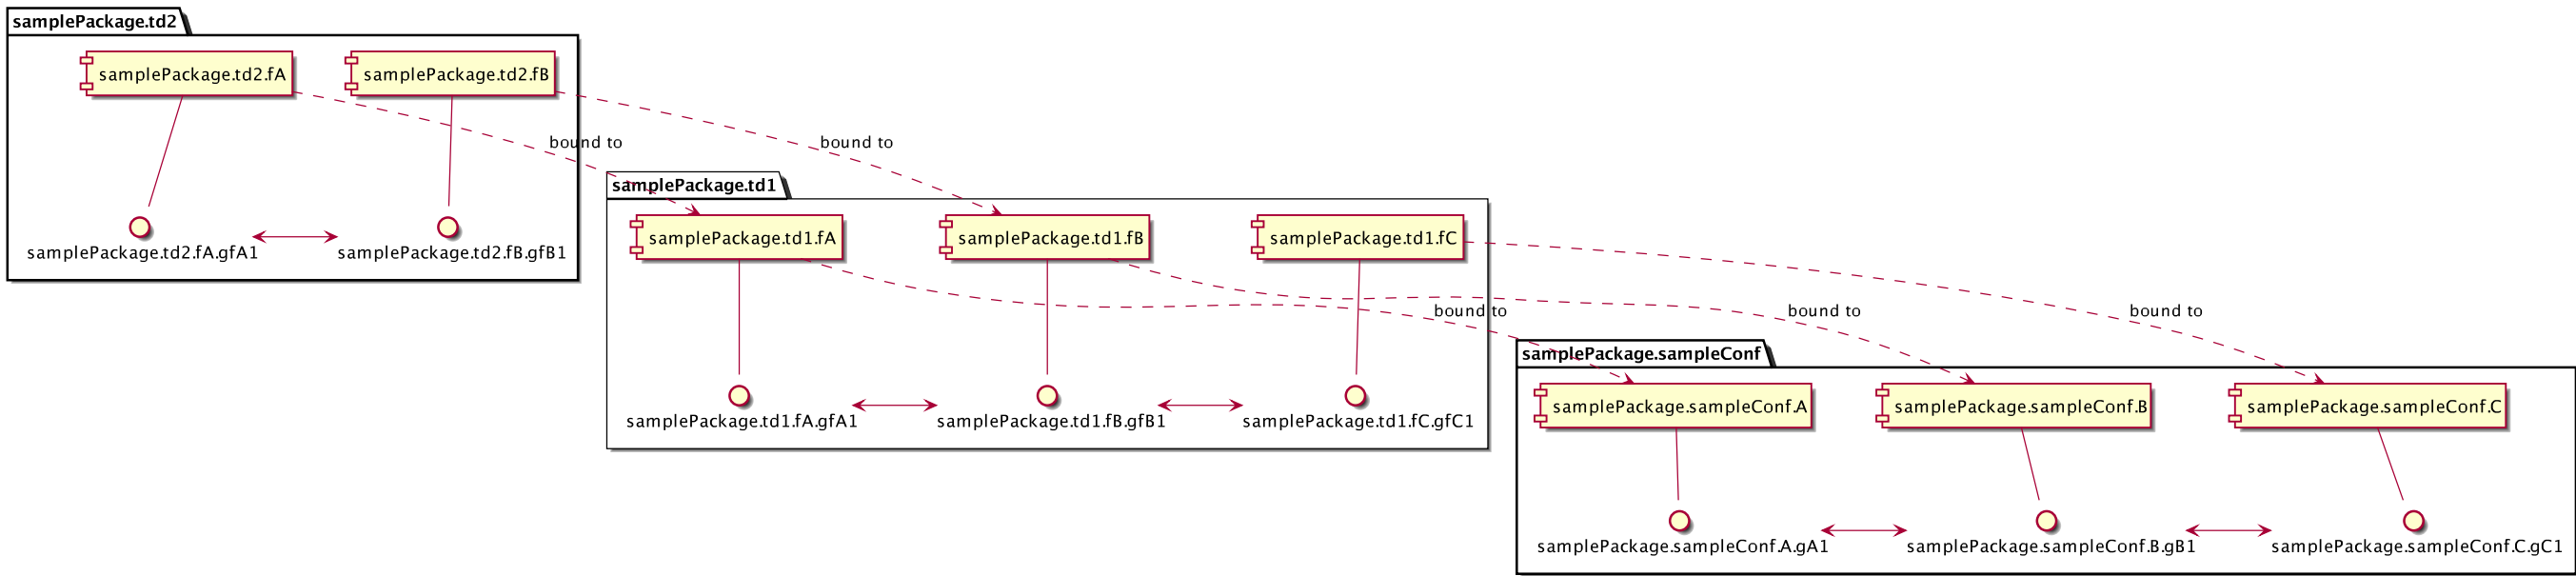 samplePackage.td2
samplePackage.td2.fA
samplePackage.td2.fB
bound to
bound to
samplePackage.td2.fA.gfA1
samplePackage.td2.fB.gfB1
samplePackage.td1
samplePackage.td1.fA
samplePackage.td1.fB
samplePackage.td1.fC
bound to
bound to
bound to
samplePackage.td1.fA.gfA1
samplePackage.td1.fB.gfB1
samplePackage.td1.fC.gfC1
samplePackage.sampleConf
samplePackage.sampleConf.A
samplePackage.sampleConf.B
samplePackage.sampleConf.C
samplePackage.sampleConf.A.gA1
samplePackage.sampleConf.B.gB1
samplePackage.sampleConf.C.gC1